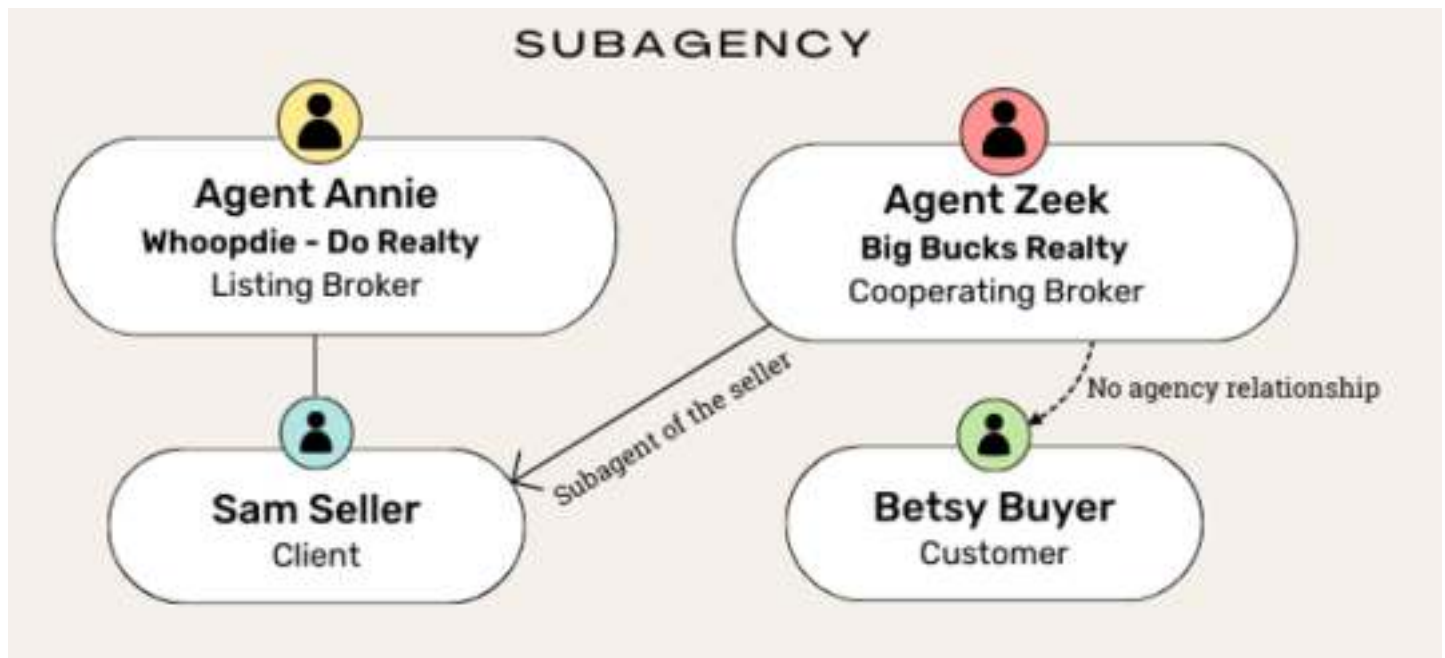 SUBAGENCY
Agent Annie
Whoopdie - Do Realty
Listing Broker
Agent Zeek
Big Bucks Realty
Cooperating Broker
Subagent of the seller
No agency relationship
Sam Seller
Client
Betsy Buyer
Customer